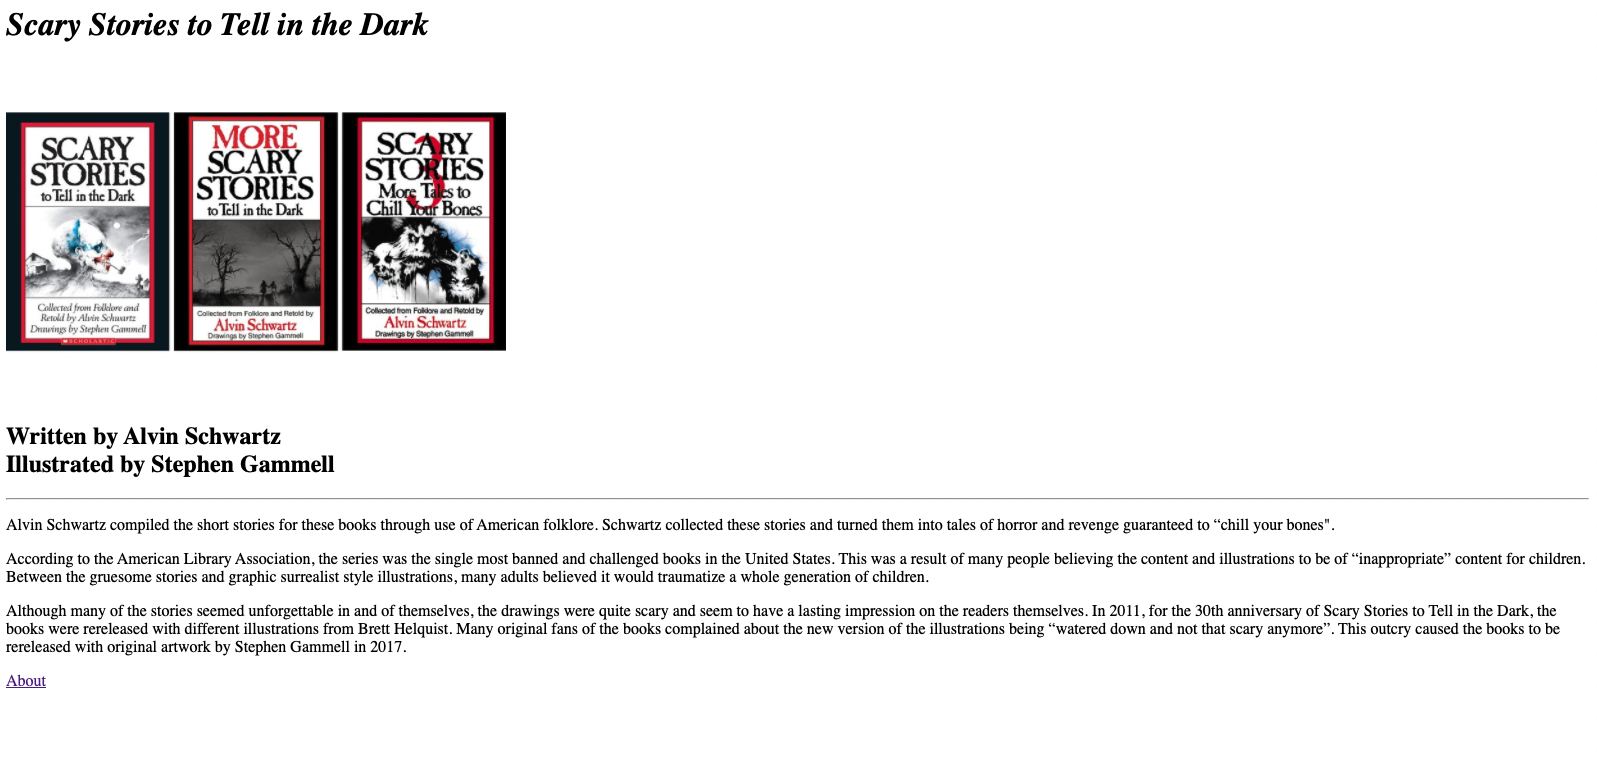 Scary Stories to Tell in the Dark
SCARY
STORIES
to Tell in the Dark
Collected from Folklore and
Retold by Alvin Schwartz
Drawings by Stephen Gammell
SCHOLASTIC
MORE
SCARY
STORIES
to Tell in the Dark
Collected from Folklore and Retold by
Alvin Schwartz
Drawings by Stephen Gammell
SCARY
STORIES
3
More Tales to
Chill Your Bones
Collected from Folklore and Retold by
Alvin Schwartz
Drawings by Stephen Gammell
Written by Alvin Schwartz
Illustrated by Stephen Gammell
Alvin Schwartz compiled the short stories for these books through use of American folklore. Schwartz collected these stories and turned them into tales of horror and revenge guaranteed to “chill your bones".
According to the American Library Association, the series was the single most banned and challenged books in the United States. This was a result of many people believing the content and illustrations to be of “inappropriate” content for children.
Between the gruesome stories and graphic surrealist style illustrations, many adults believed it would traumatize a whole generation of children.
Although many of the stories seemed unforgettable in and of themselves, the drawings were quite scary and seem to have a lasting impression on the readers themselves. In 2011, for the 30th anniversary of Scary Stories to Tell in the Dark, the
books were rereleased with different illustrations from Brett Helquist. Many original fans of the books complained about the new version of the illustrations being “watered down and not that scary anymore”. This outcry caused the books to be
rereleased with original artwork by Stephen Gammell in 2017.
About